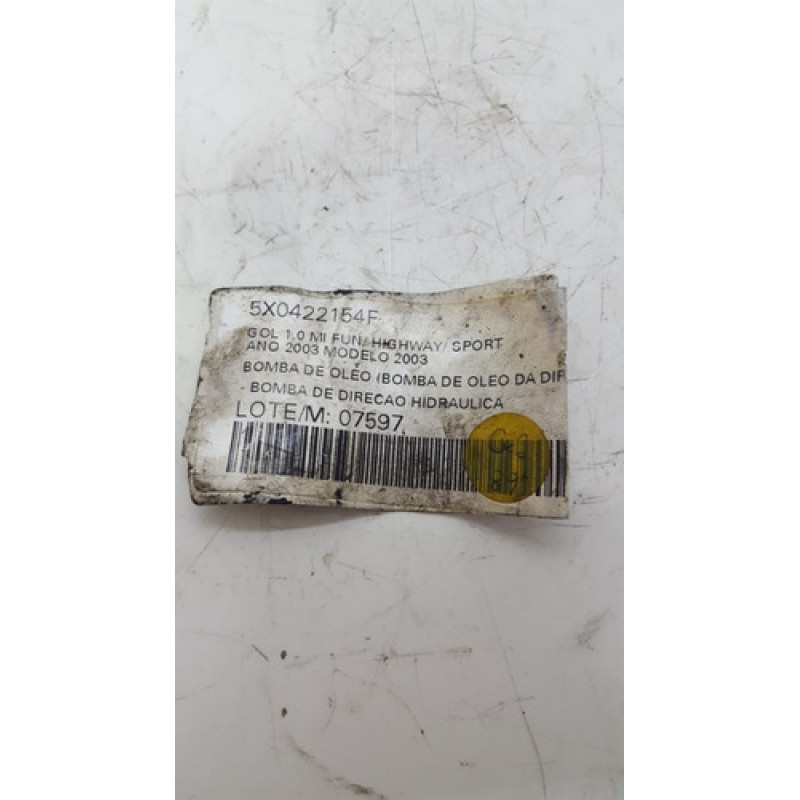 5X0422154F
GOL 1.0 MI FUN/ HIGHWAY/ SPORT
ANO 2003 MODELO 2003
BOMBA DE OLEO (BOMBA DE OLEO DA DIR
- BOMBA DE DIRECAO HIDRAULICA
LOTE/M: 07597